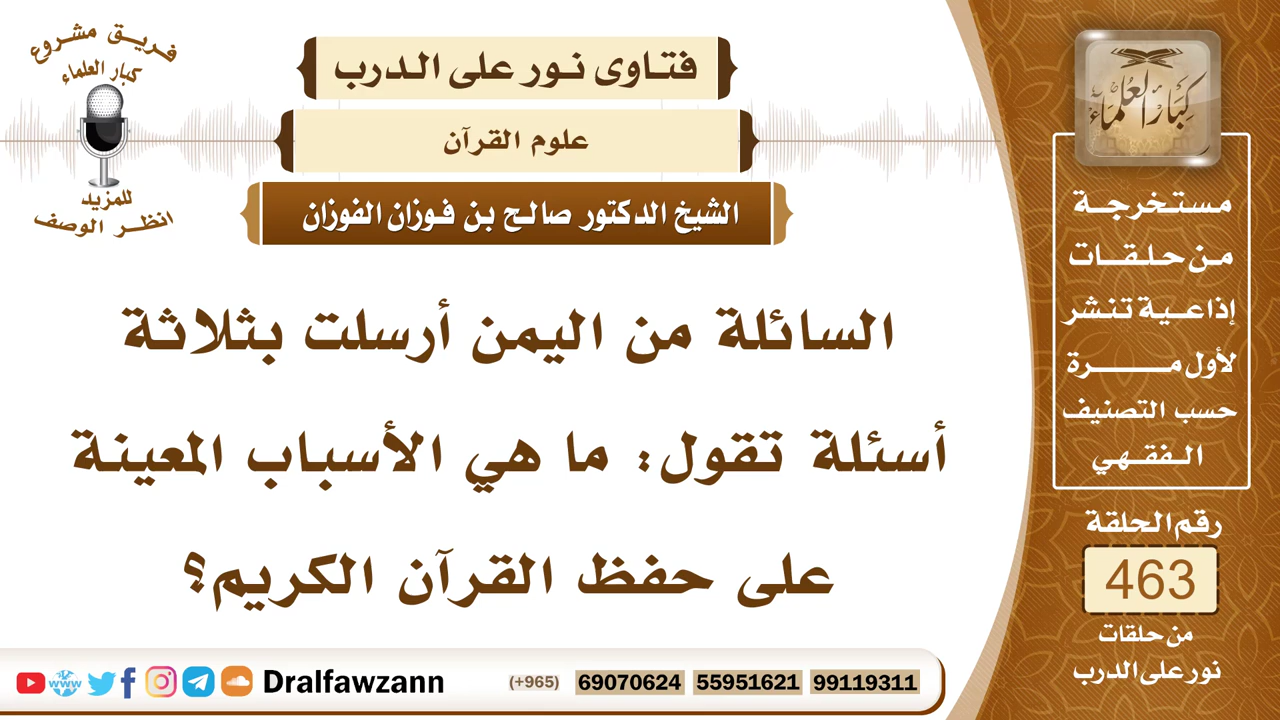 فريق مشروع
كبار العلماء
للمزيد
انظر الوصف
فتاوى نور على الدرب
علوم القرآن
الشيخ الدكتور صالح بن فوزان الفوزان
السائلة من اليمن أرسلت بثلاثة
أسئلة تقول: ما هي الأسباب المعينة
على حفظ القرآن الكريم؟
كبار العلماء
مستخرجة
من حلقات
إذاعية تنشر
لأول مرة
حسب التصنيف
الفقهي
رقم الحلقة
463
من حلقات
نور على الدرب
www Dralfawzann (+965) 69070624 55951621 99119311